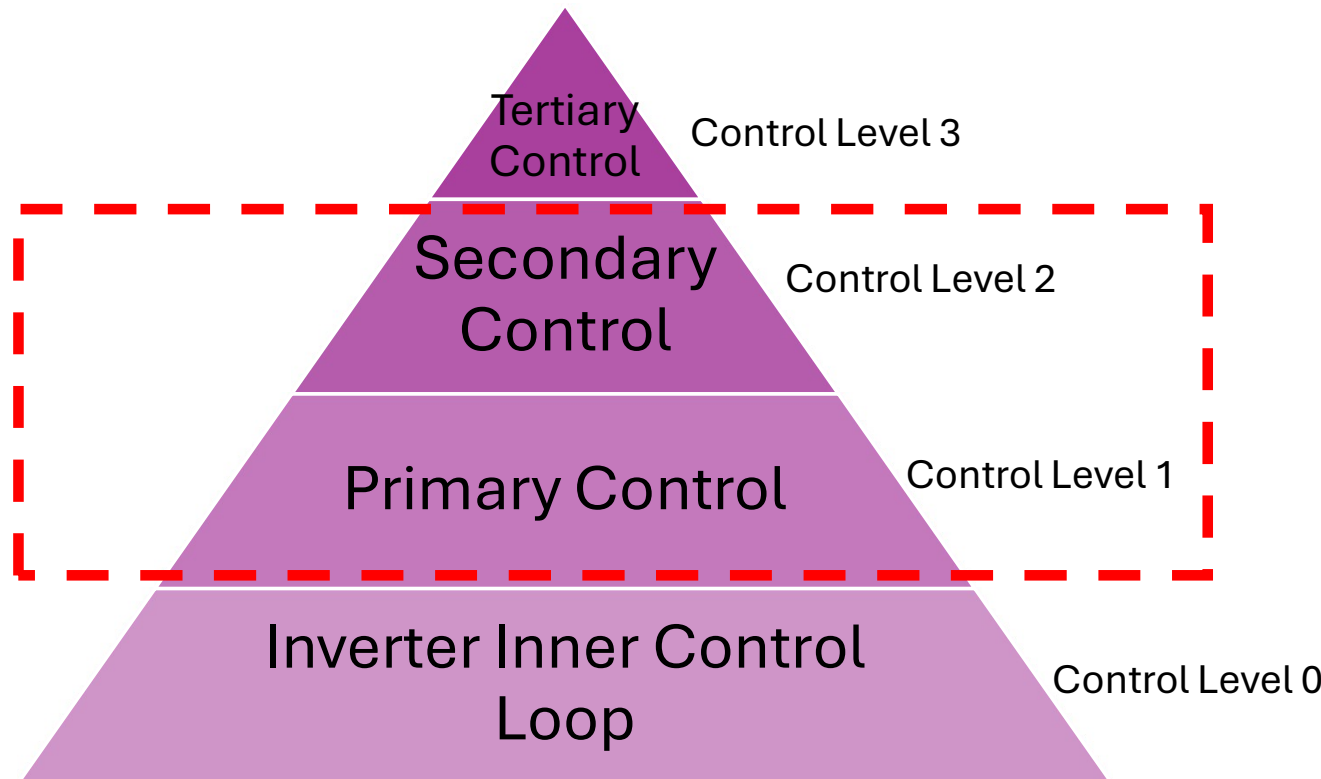 Tertiary
Control
Control Level 3
Secondary
Control
Control Level 2
Primary Control
Control Level 1
Inverter Inner Control
Loop
Control Level 0